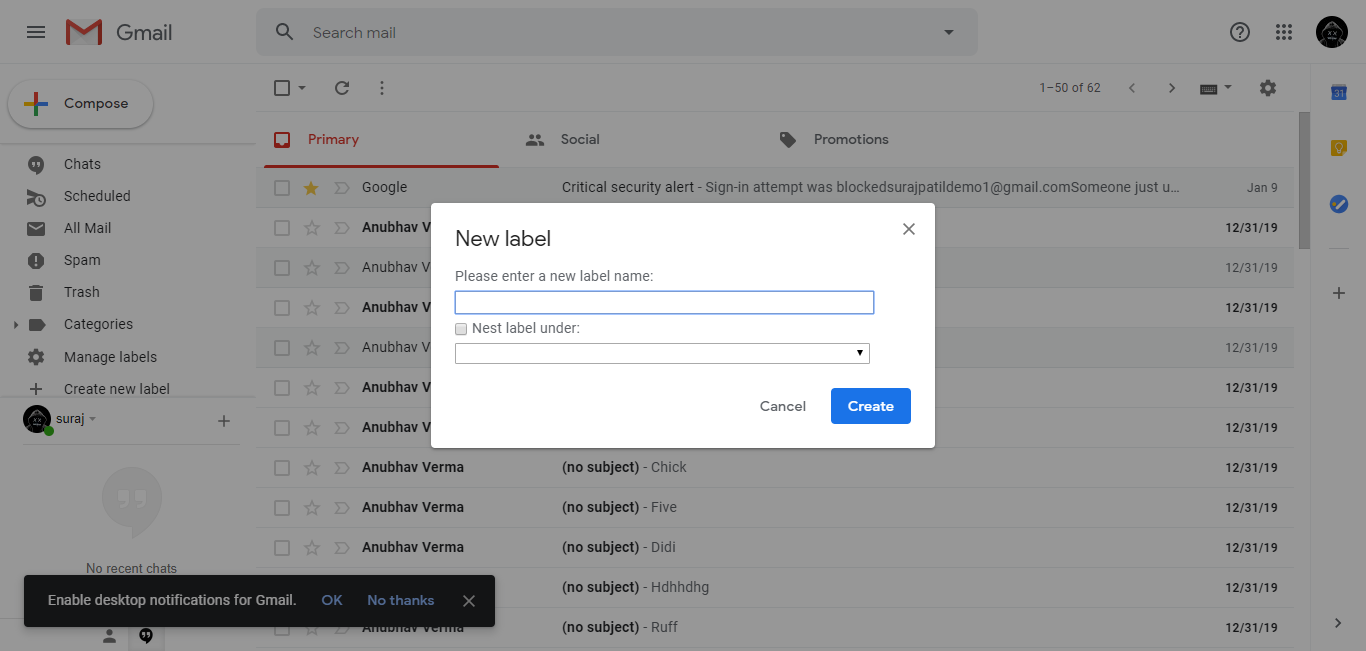 Gmail
Search mail
Compose
1–50 of 62
31
Primary
Social
Promotions
Chats
Scheduled
All Mail
Spam
Trash
Categories
Manage labels
Create new label
suraj
No recent chats
Google Critical security alert - Sign-in attempt was blockedsurajpatildemo1@gmail.comSomeone just u... Jan 9
Anubhav V 12/31/19
Anubhav V 12/31/19
Anubhav V 12/31/19
Anubhav V 12/31/19
Anubhav V 12/31/19
Anubhav V 12/31/19
Anubhav Verma (no subject) - Chick 12/31/19
Anubhav Verma (no subject) - Five 12/31/19
Anubhav Verma (no subject) - Didi 12/31/19
(no subject) - Hdhhdhg 12/31/19
Anubhav Verma (no subject) - Ruff 12/31/19
New label
Please enter a new label name:
Nest label under:
Cancel
Create
Enable desktop notifications for Gmail. OK No thanks